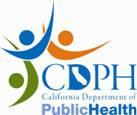 CDPH
California Department of
PublicHealth